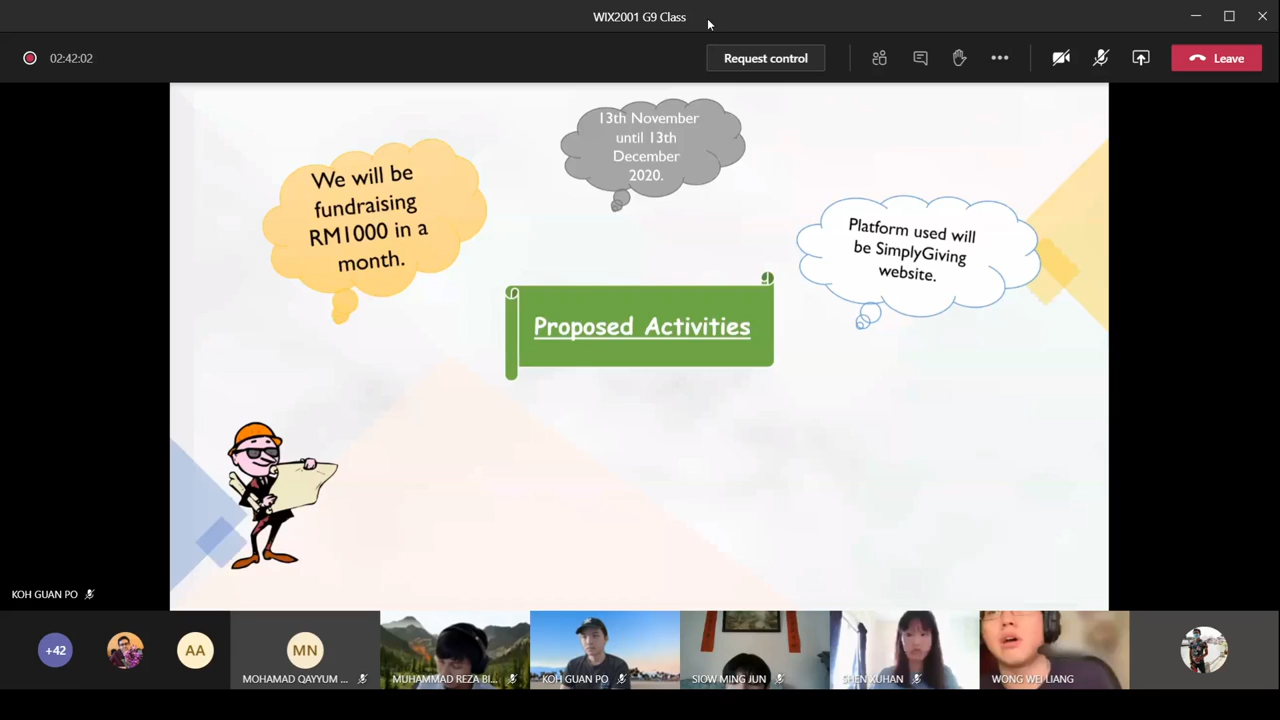 WIX2001 G9 Class
02:42:02
Request control
Leave
13th November
until 13th
December
2020.
We will be
fundraising
RM1000 in a
month.
Platform used will
be SimplyGiving
website.
Proposed Activities
KOH GUAN PO
+42
AA
MN
MOHAMAD QAYYUM ...
MUHAMMAD REZA BI...
KOH GUAN PO
SIOW MING JUN
SHEN XUHAN
WONG WEI LIANG